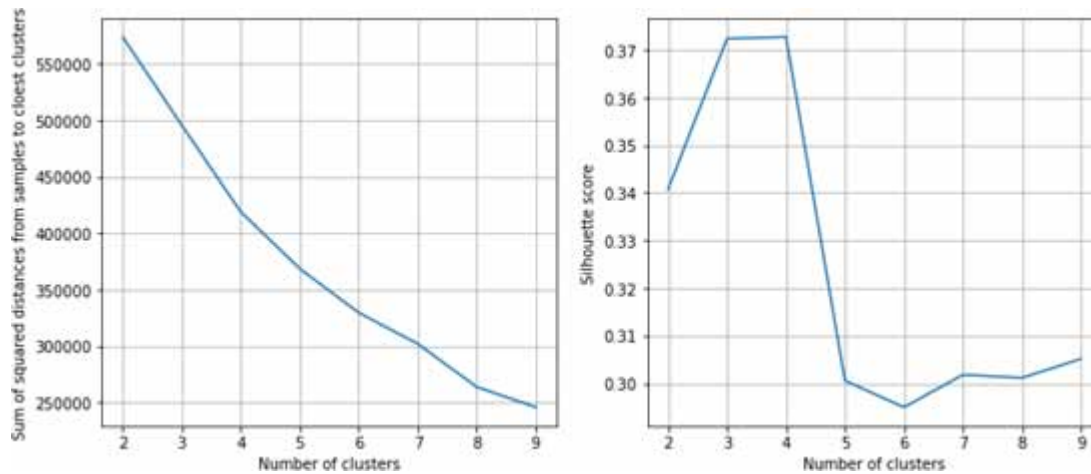 Sum of squared distances from samples to cloest clusters
550000
500000
450000
400000
350000
300000
250000
2 3 4 5 6 7 8 9
Number of clusters
Silhouette score
0.37
0.36
0.35
0.34
0.33
0.32
0.31
0.30
2 3 4 5 6 7 8 9
Number of clusters